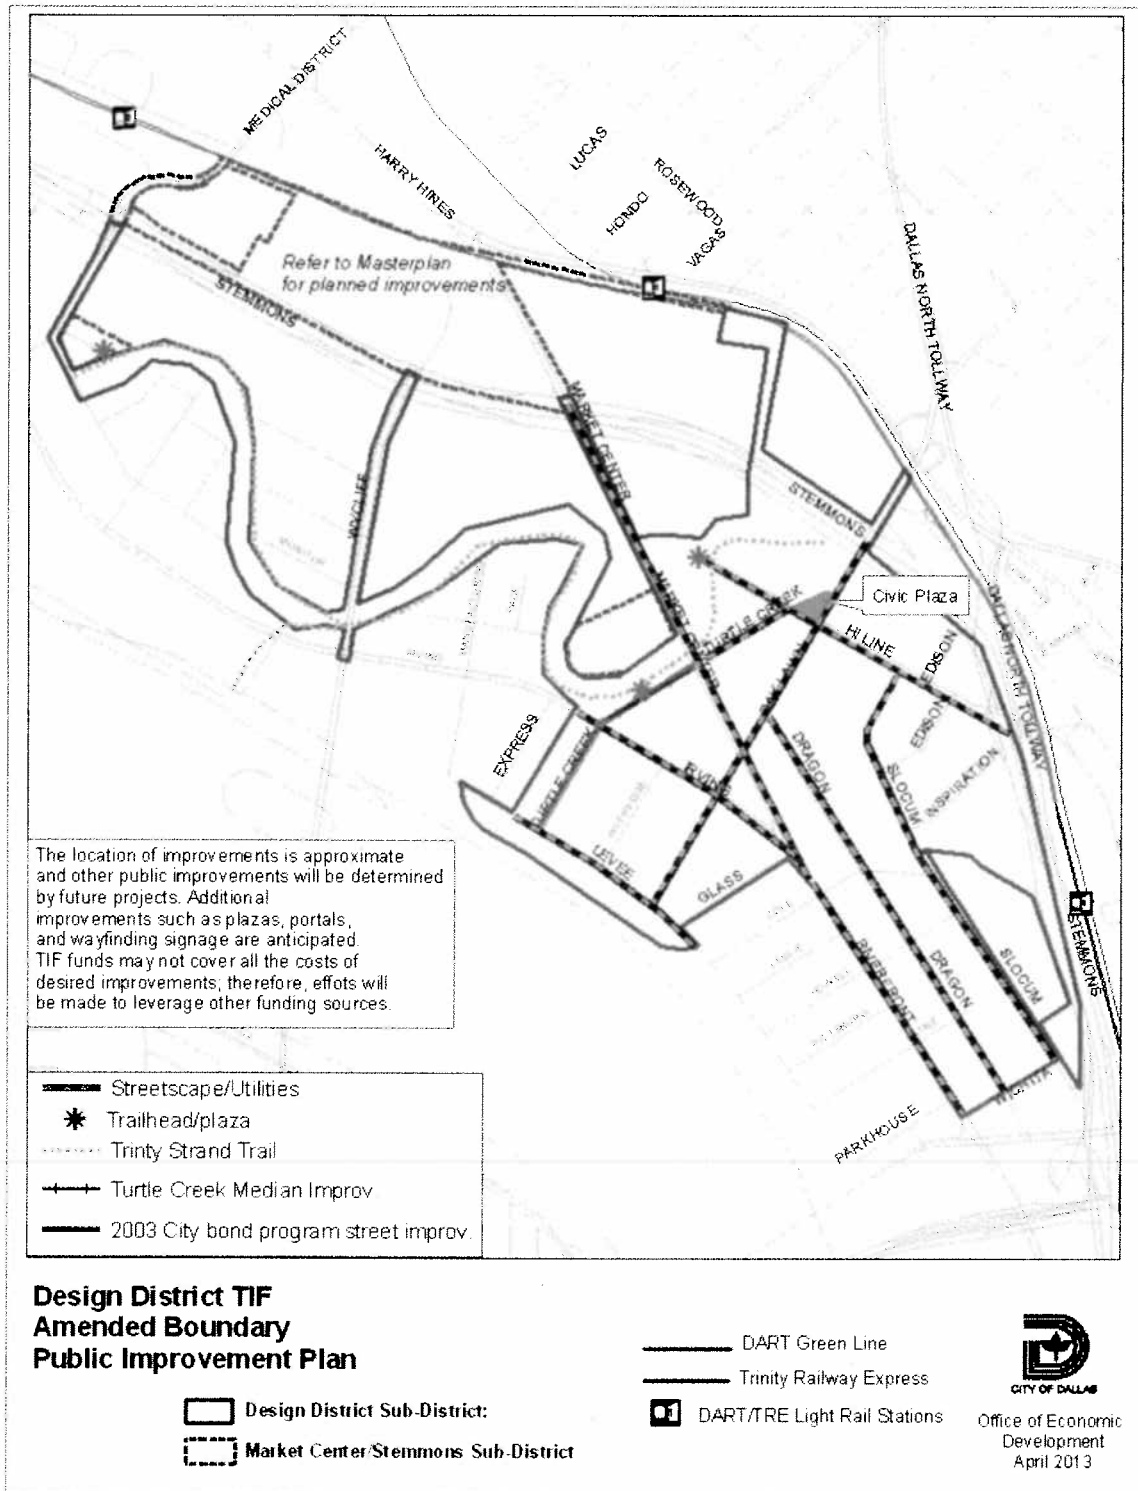 MEDICAL DISTRICT
HARRY HINES
LUCAS
HONDO
ROSEWOOD
VAGAS
DALLAS NORTH TOLLWAY
Refer to Masterplan
for planned improvements
STEMMONS
MARKET CENTER
WYCLIFF
STEMMONS
Civic Plaza
TURTLE CREEK
MARKET CENTER
HI LINE
OAK LAWN
EDISON
EDISON
DALLAS NORTH TOLLWAY
EXPRESS
TURTLE CREEK
IRVING
DRAGON
SLOCUM
INSPIRATION
LEVEE
GLASS
STEMMONS
RIVERFRONT
DRAGON
SLOCUM
WICHITA
PARKHOUSE
The location of improvements is approximate
and other public improvements will be determined
by future projects. Additional
improvements such as plazas, portals,
and wayfinding signage are anticipated.
TIF funds may not cover all the costs of
desired improvements; therefore, effots will
be made to leverage other funding sources.
Streetscape/Utilities
Trailhead/plaza
Trinty Strand Trail
Turtle Creek Median Improv.
2003 City bond program street improv.
Design District TIF
Amended Boundary
Public Improvement Plan
Design District Sub-District:
Market Center/Stemmons Sub-District
DART Green Line
Trinity Railway Express
DART/TRE Light Rail Stations
CITY OF DALLAS
Office of Economic
Development
April 2013